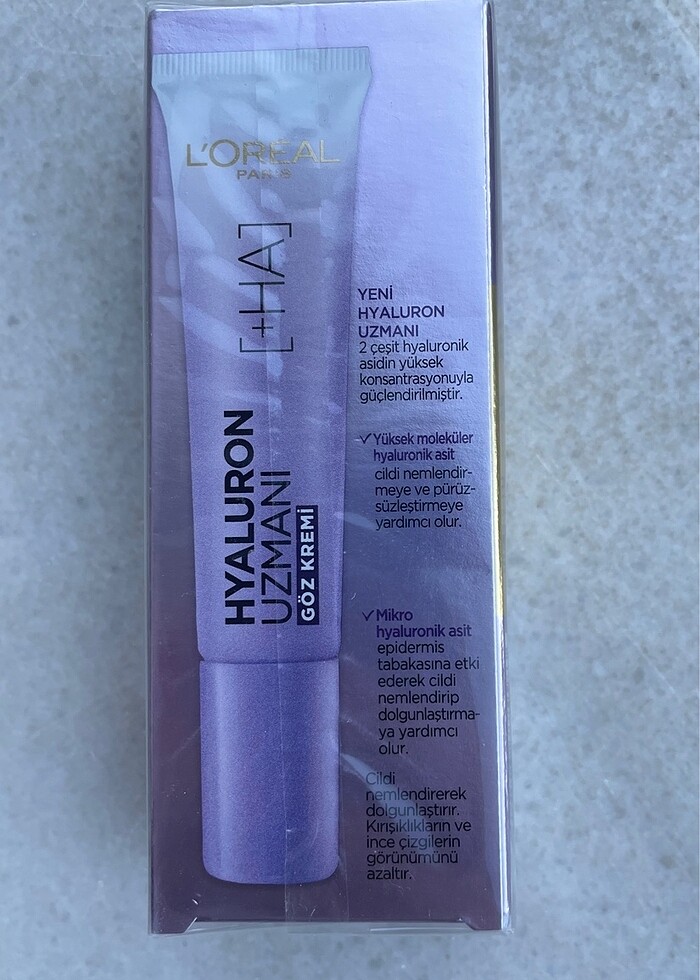 L'ORÉAL
PARIS
[+HA]
HYALURON
UZMANI
GÖZ KREMİ
YENİ
HYALURON
UZMANI
2 çeşit hyaluronik
asidin yüksek
konsantrasyonuyla
güçlendirilmiştir.
✓Yüksek moleküler
hyaluronik asit
cildi nemlendir-
meye ve pürüz-
süzleştirmeye
yardımcı olur.
✓Mikro
hyaluronik asit
epidermis
tabakasına etki
ederek cildi
nemlendirip
dolgunlaştırma-
ya yardımcı
olur.
Cildi
nemlendirerek
dolgunlaştırır.
Kırışıklıkların ve
ince çizgilerin
görünümünü
azaltır.